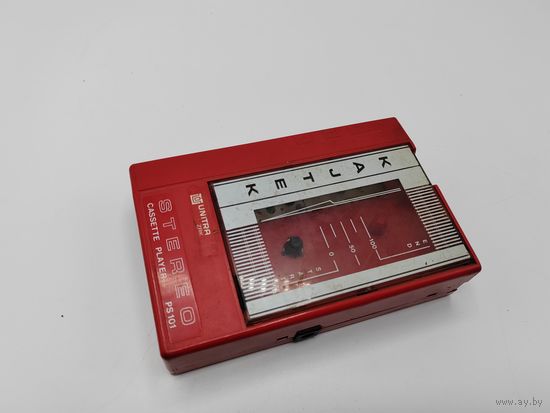 STEREO
CASSETTE PLAYER PS101
UNITRA
KAJTEK
START
0 50 100
END
www.ay.by